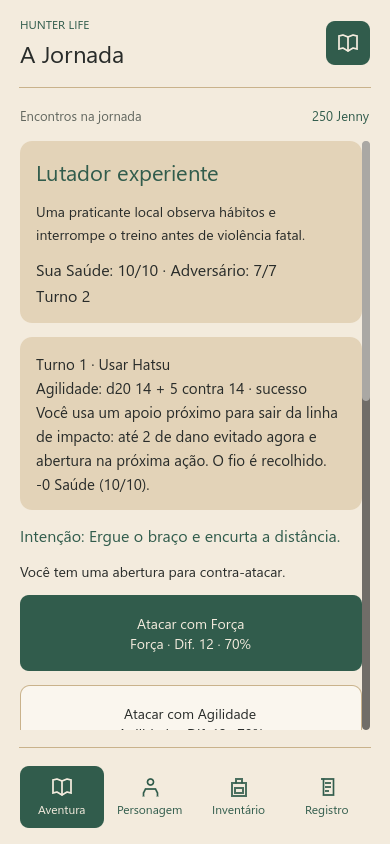 HUNTER LIFE
A Jornada
Encontros na jornada
250 Jenny
Lutador experiente
Uma praticante local observa hábitos e
interrompe o treino antes de violência fatal.
Sua Saúde: 10/10 · Adversário: 7/7
Turno 2
Turno 1 · Usar Hatsu
Agilidade: d20 14 + 5 contra 14 · sucesso
Você usa um apoio próximo para sair da linha
de impacto: até 2 de dano evitado agora e
abertura na próxima ação. O fio é recolhido.
-0 Saúde (10/10).
Intenção: Ergue o braço e encurta a distância.
Você tem uma abertura para contra-atacar.
Atacar com Força
Força · Dif. 12 · 70%
Atacar com Agilidade
Aventura
Personagem
Inventário
Registro